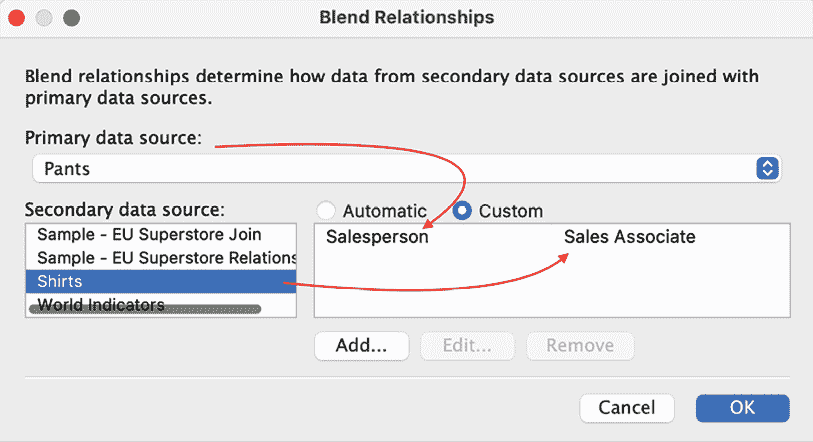 Blend Relationships
Blend relationships determine how data from secondary data sources are joined with
primary data sources.
Primary data source:
Pants
Secondary data source:
Automatic
Custom
Sample - EU Superstore Join
Sample - EU Superstore Relations
Shirts
World Indicators
Salesperson
Sales Associate
Add...
Edit...
Remove
Cancel
OK